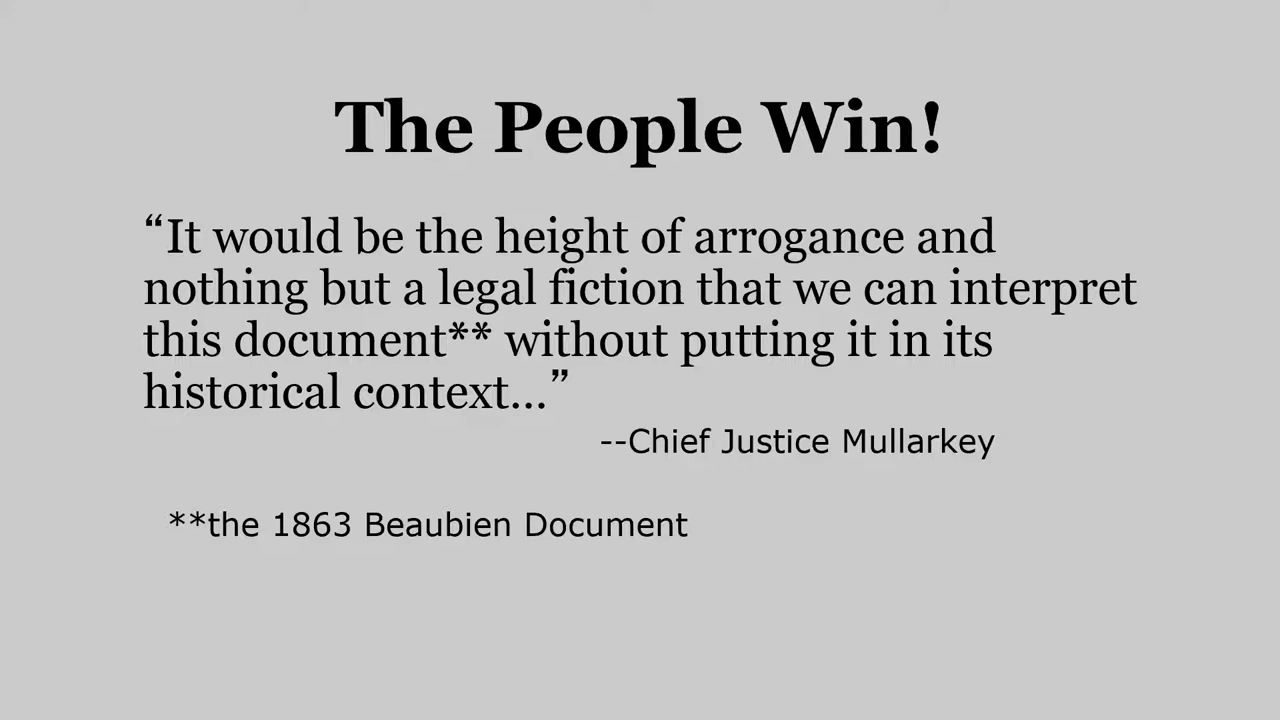 The People Win!
“It would be the height of arrogance and
nothing but a legal fiction that we can interpret
this document** without putting it in its
historical context…”
--Chief Justice Mullarkey
**the 1863 Beaubien Document